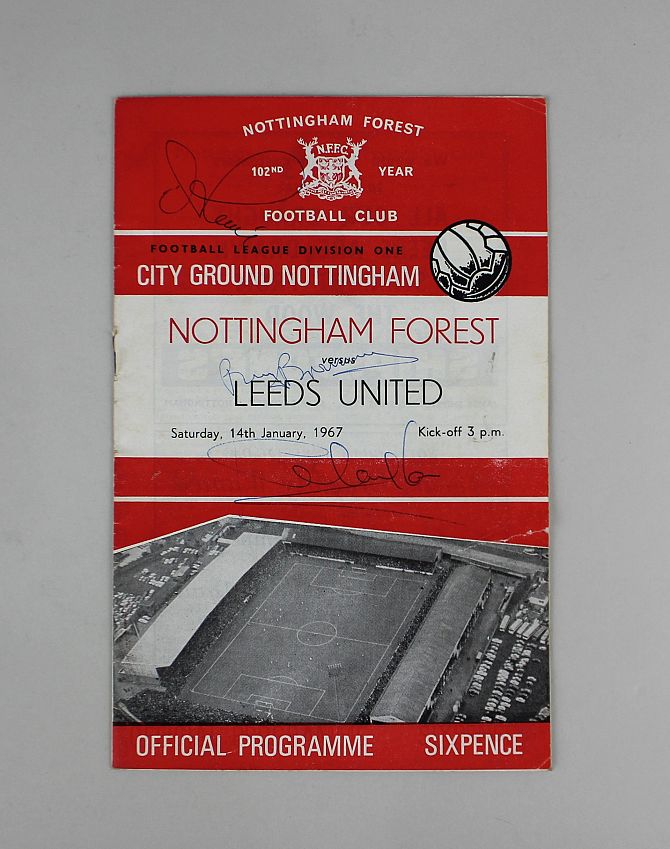 NOTTINGHAM FOREST
N.F.F.C.
102ND YEAR
FOOTBALL CLUB
FOOTBALL LEAGUE DIVISION ONE
CITY GROUND NOTTINGHAM
NOTTINGHAM FOREST
versus
LEEDS UNITED
Saturday, 14th January, 1967 Kick-off 3 p.m.
OFFICIAL PROGRAMME SIXPENCE